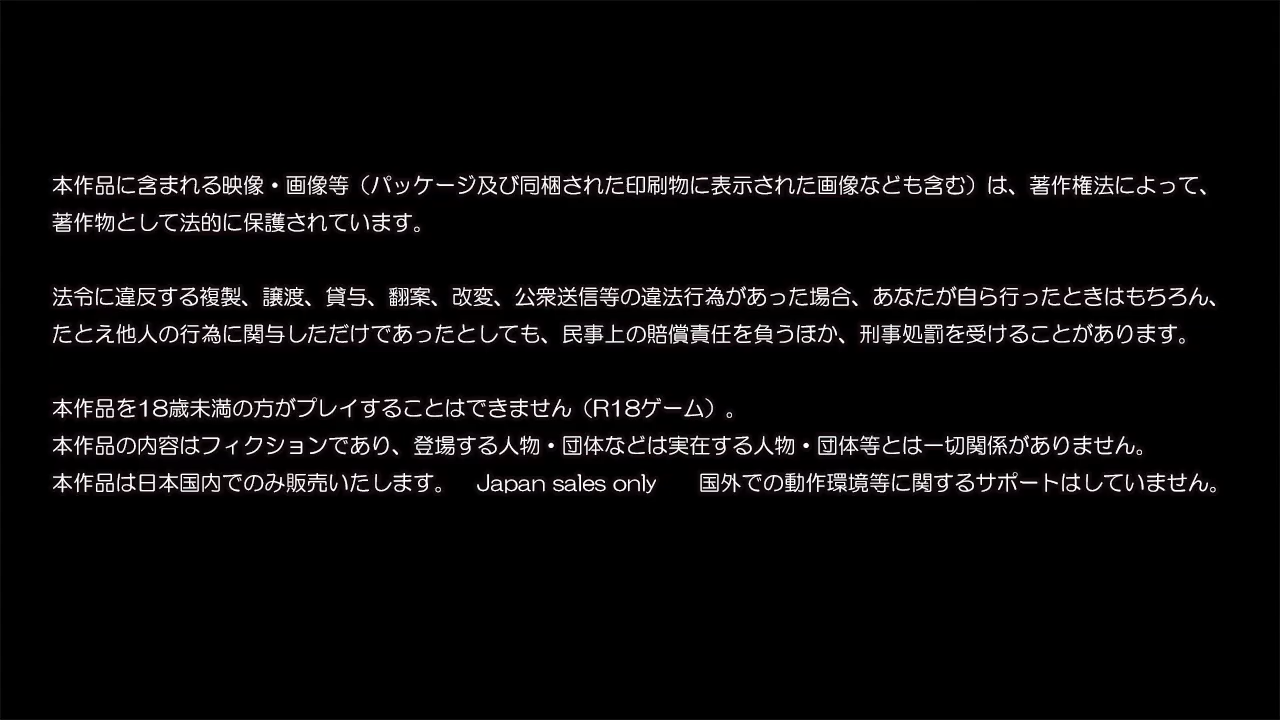 本作品に含まれる映像・画像等（パッケージ及び同梱された印刷物に表示された画像なども含む）は、著作権法によって、
著作物として法的に保護されています。
法令に違反する複製、譲渡、貸与、翻案、改変、公衆送信等の違法行為があった場合、あなたが自ら行ったときはもちろん、
たとえ他人の行為に関与しただけであったとしても、民事上の賠償責任を負うほか、刑事処罰を受けることがあります。
本作品を18歳未満の方がプレイすることはできません（R18ゲーム）。
本作品の内容はフィクションであり、登場する人物・団体などは実在する人物・団体等とは一切関係がありません。
本作品は日本国内でのみ販売いたします。　Japan sales only　　国外での動作環境等に関するサポートはしていません。